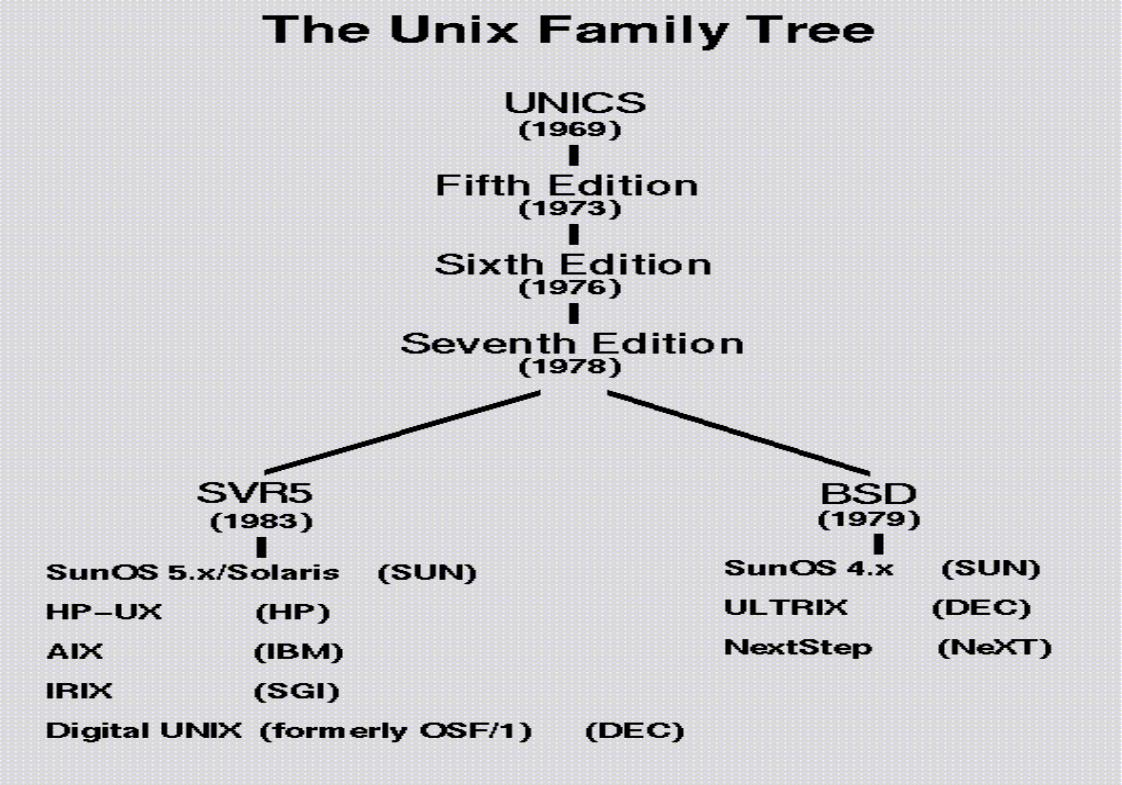 The Unix Family Tree
UNICS
(1969)
Fifth Edition
(1973)
Sixth Edition
(1976)
Seventh Edition
(1978)
SVR5
(1983)
SunOS 5.x/Solaris (SUN)
HP-UX (HP)
AIX (IBM)
IRIX (SGI)
Digital UNIX (formerly OSF/1) (DEC)
BSD
(1979)
SunOS 4.x (SUN)
ULTRIX (DEC)
NextStep (NeXT)